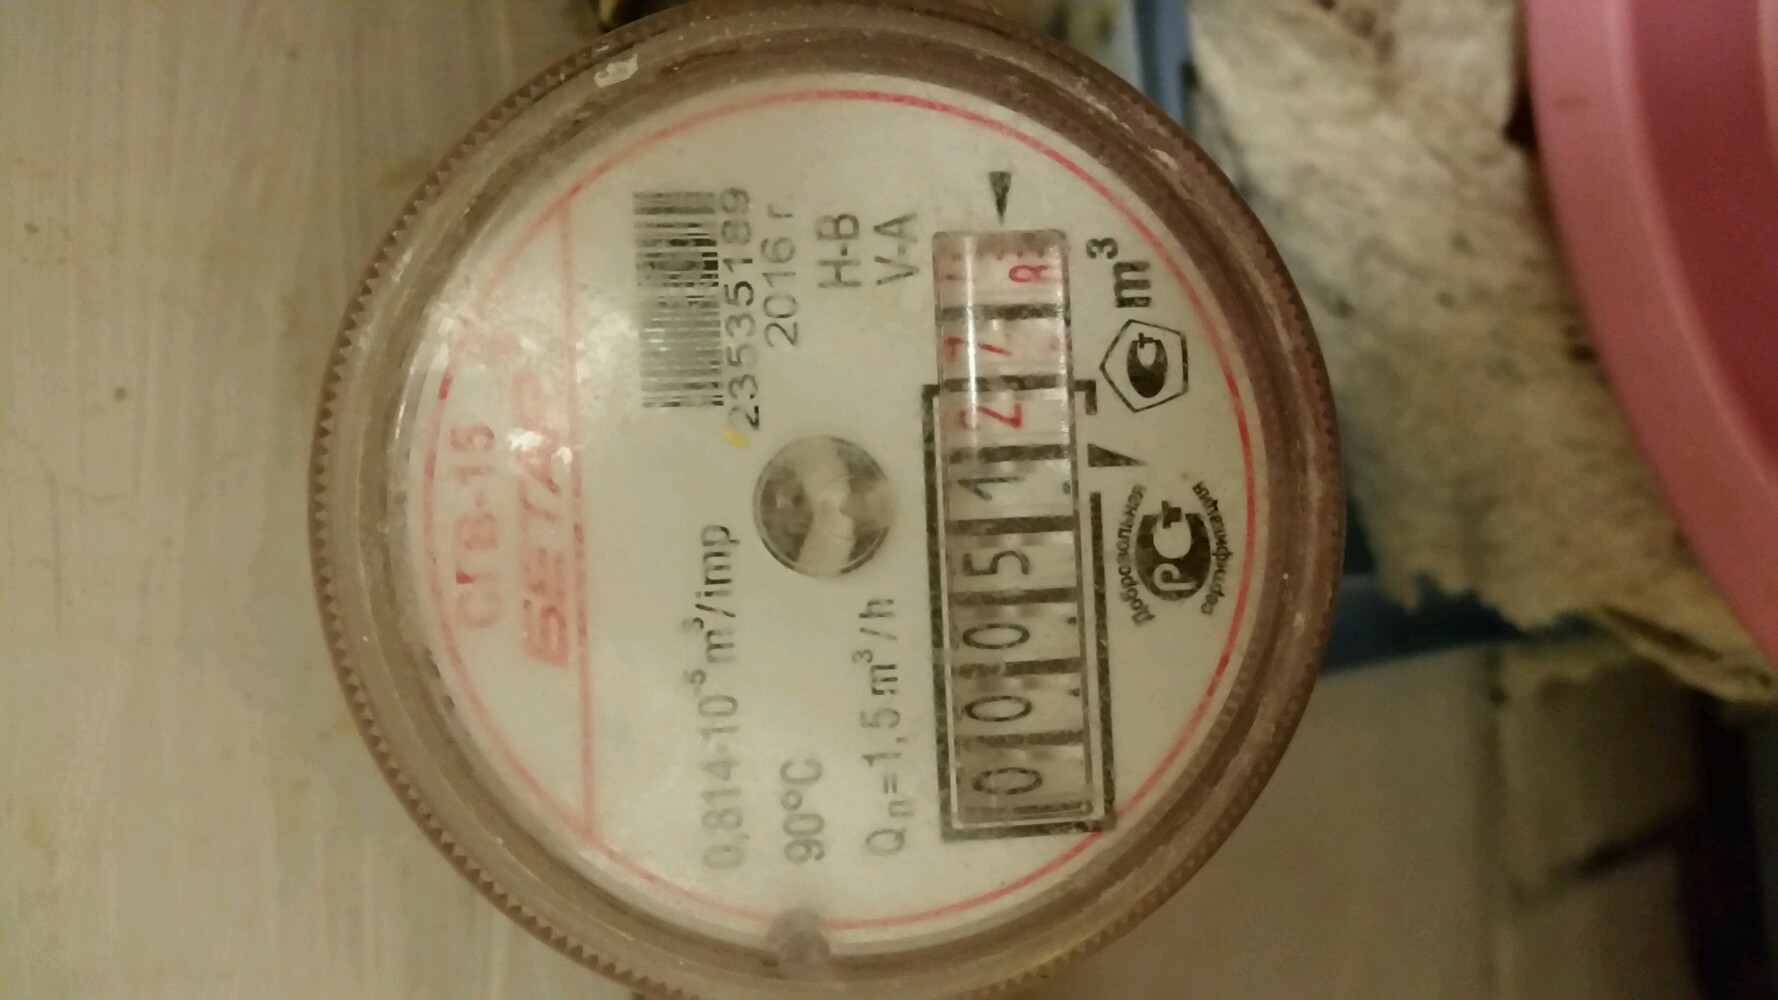 СГВ-15
БЕТАР
0,814·10⁻⁵ m³/imp
23535189
2016 г.
90°C
H-B
Qn=1,5 m³/h
V-A
0 0 0 5 1 2 7 8
m³
Добровольная
РСТ
сертификация